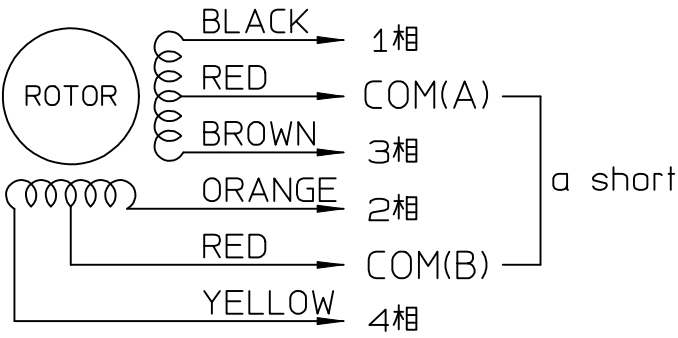 BLACK 1相
ROTOR RED COM(A)
BROWN 3相
a short
ORANGE 2相
RED COM(B)
YELLOW 4相